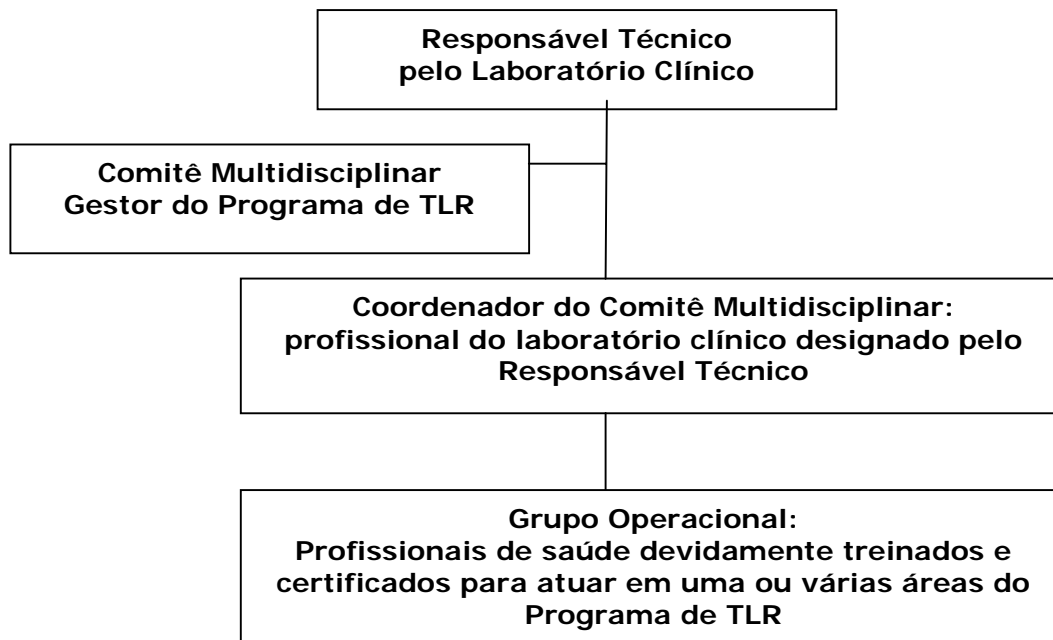 Responsável Técnico
pelo Laboratório Clínico
Comitê Multidisciplinar
Gestor do Programa de TLR
Coordenador do Comitê Multidisciplinar:
profissional do laboratório clínico designado pelo
Responsável Técnico
Grupo Operacional:
Profissionais de saúde devidamente treinados e
certificados para atuar em uma ou várias áreas do
Programa de TLR